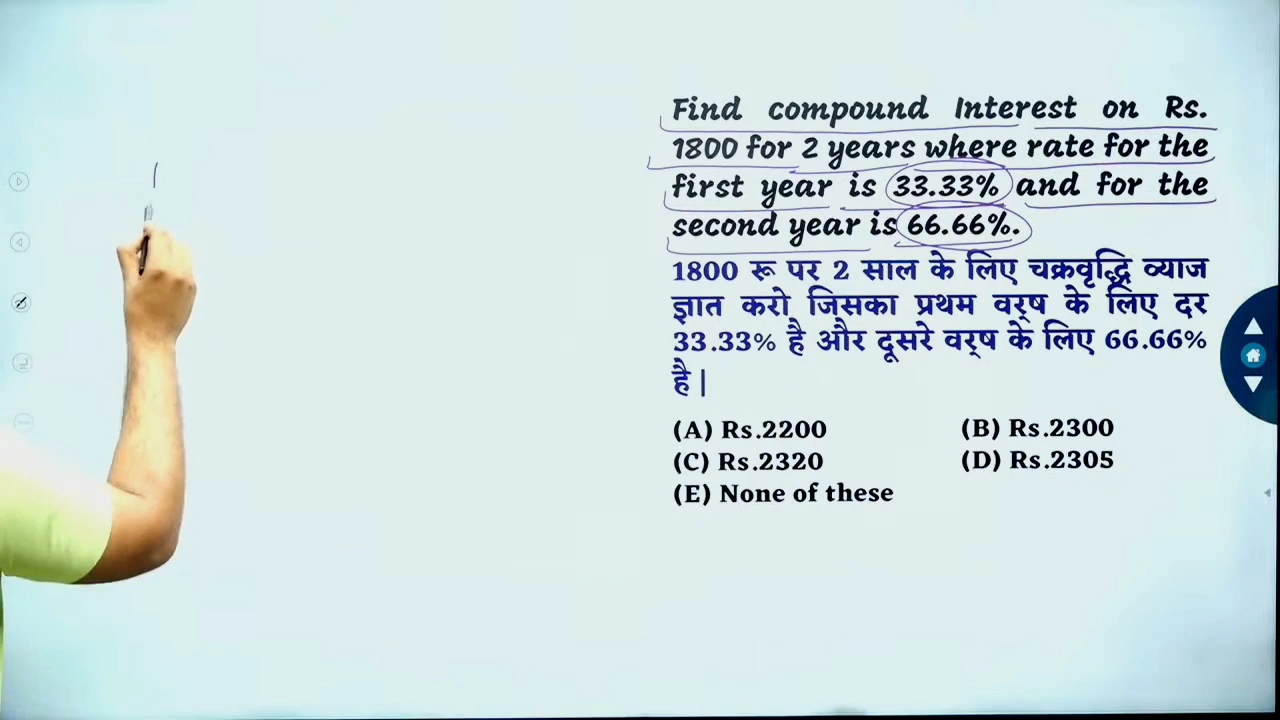 Find compound Interest on Rs.
1800 for 2 years where rate for the
first year is 33.33% and for the
second year is 66.66%.
1800 रू पर 2 साल के लिए चक्रवृद्धि व्याज
ज्ञात करो जिसका प्रथम वर्ष के लिए दर
33.33% है और दूसरे वर्ष के लिए 66.66%
है|
(A) Rs.2200 (B) Rs.2300
(C) Rs.2320 (D) Rs.2305
(E) None of these